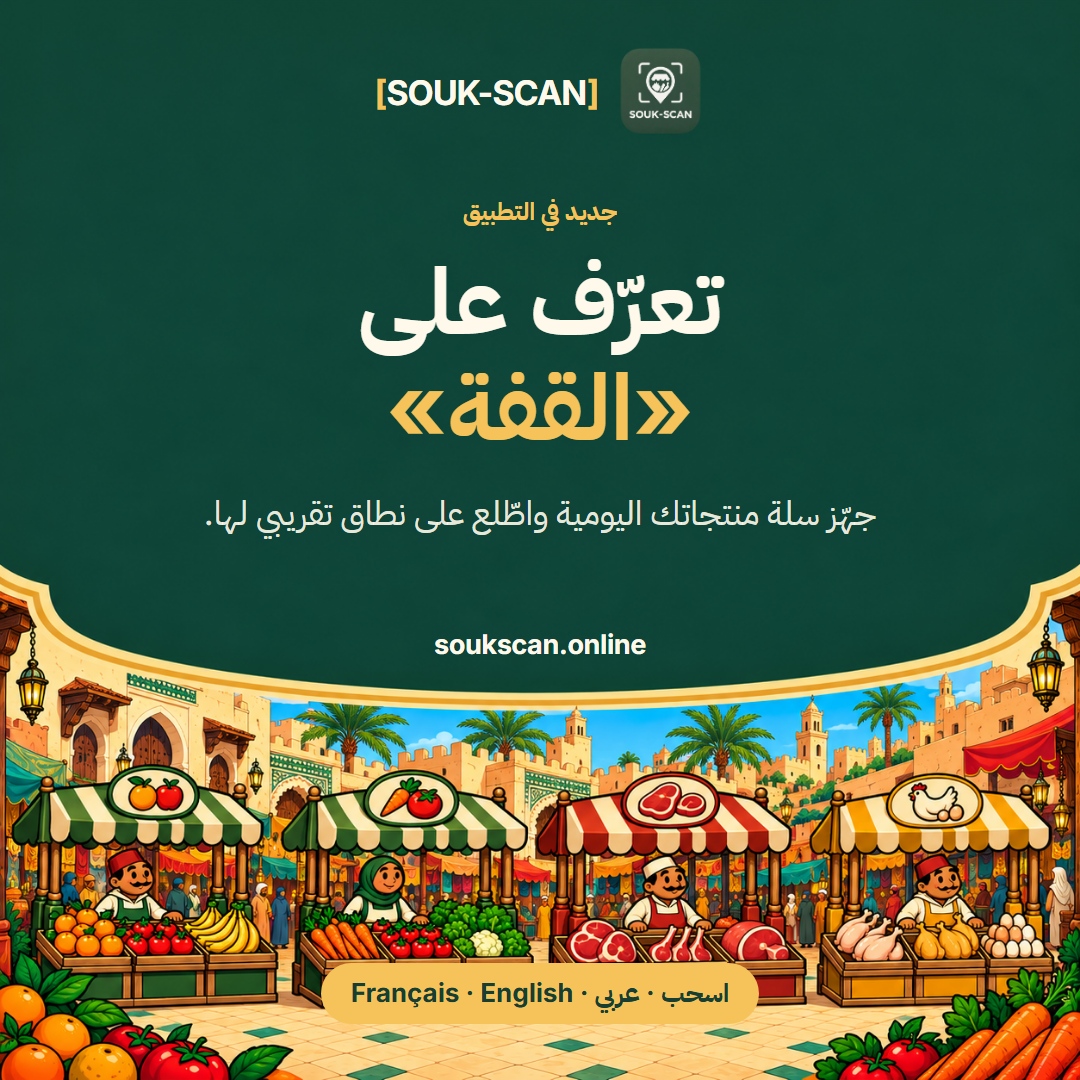 [SOUK-SCAN]
SOUK-SCAN
جديد في التطبيق
تعرّف على
«القفة»
جهّز سلة منتجاتك اليومية واطّلع على نطاق تقريبي لها.
soukscan.online
اسحب · عربي · Français · English